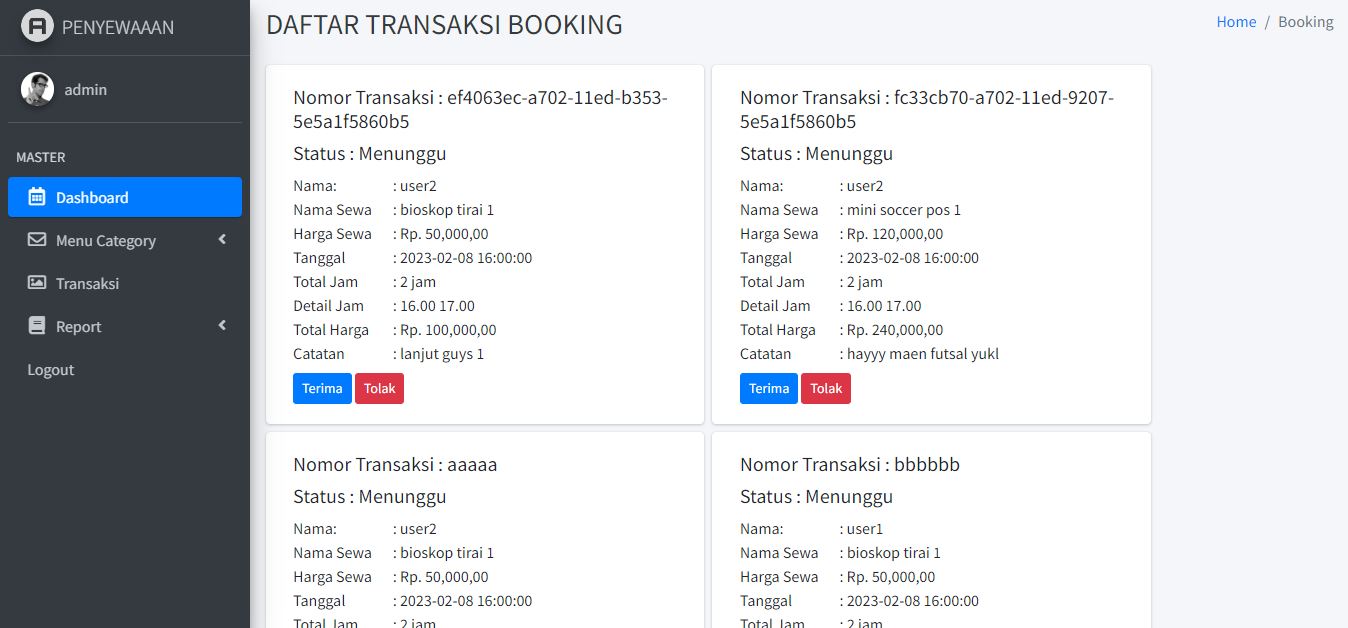 PENYEWAAAN
admin
MASTER
Dashboard
Menu Category
Transaksi
Report
Logout
DAFTAR TRANSAKSI BOOKING
Home / Booking
Nomor Transaksi : ef4063ec-a702-11ed-b353-
5e5a1f5860b5
Status : Menunggu
Nama: : user2
Nama Sewa : bioskop tirai 1
Harga Sewa : Rp. 50,000,00
Tanggal : 2023-02-08 16:00:00
Total Jam : 2 jam
Detail Jam : 16.00 17.00
Total Harga : Rp. 100,000,00
Catatan : lanjut guys 1
Terima Tolak
Nomor Transaksi : fc33cb70-a702-11ed-9207-
5e5a1f5860b5
Status : Menunggu
Nama: : user2
Nama Sewa : mini soccer pos 1
Harga Sewa : Rp. 120,000,00
Tanggal : 2023-02-08 16:00:00
Total Jam : 2 jam
Detail Jam : 16.00 17.00
Total Harga : Rp. 240,000,00
Catatan : hayyy maen futsal yukl
Terima Tolak
Nomor Transaksi : aaaaa
Status : Menunggu
Nama: : user2
Nama Sewa : bioskop tirai 1
Harga Sewa : Rp. 50,000,00
Tanggal : 2023-02-08 16:00:00
Total Jam : 2 jam
Nomor Transaksi : bbbbbb
Status : Menunggu
Nama: : user1
Nama Sewa : bioskop tirai 1
Harga Sewa : Rp. 50,000,00
Tanggal : 2023-02-08 16:00:00
Total Jam : 2 jam